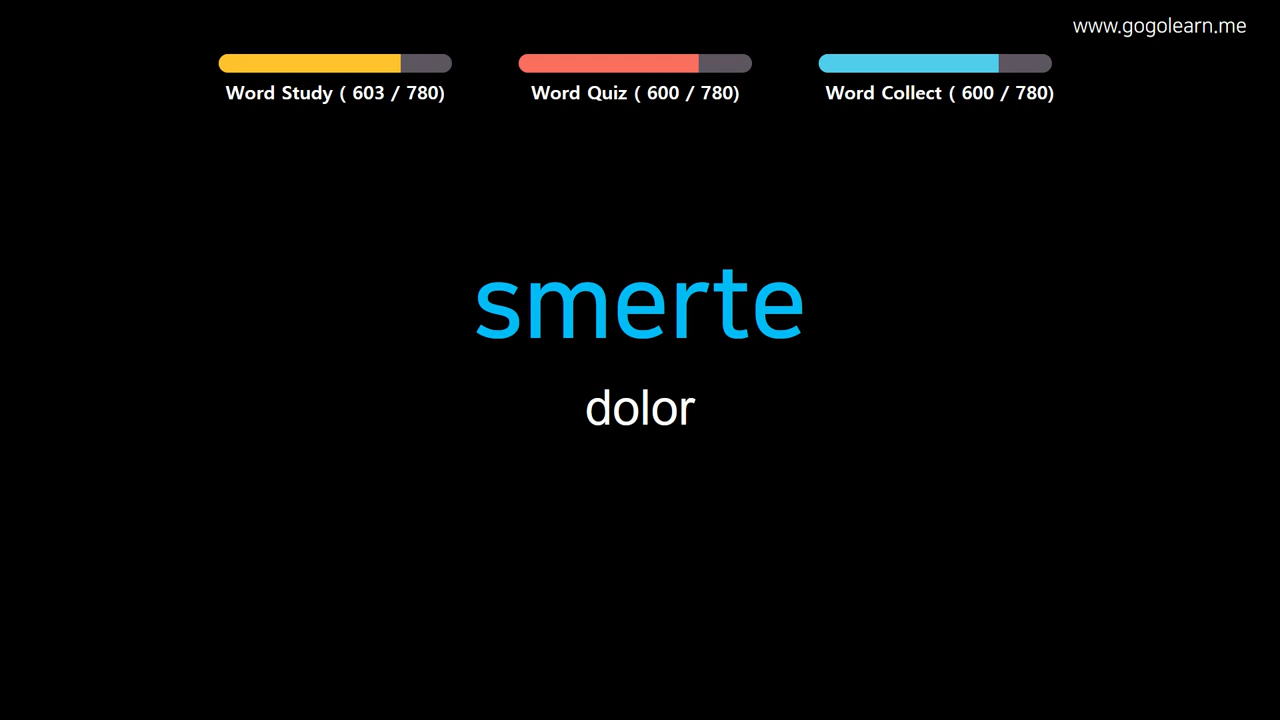 www.gogolearn.me
Word Study ( 603 / 780)
Word Quiz ( 600 / 780)
Word Collect ( 600 / 780)
smerte
dolor